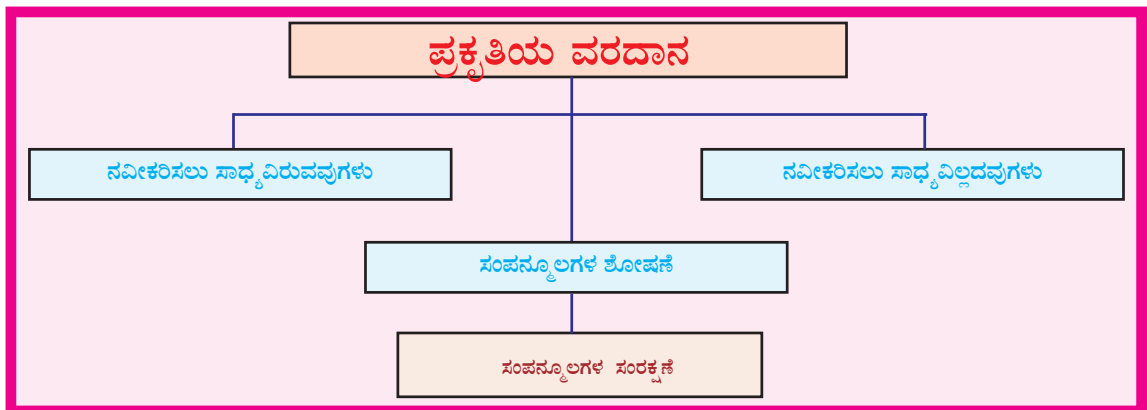 ಪ್ರಕೃತಿಯ ವರದಾನ
ನವೀಕರಿಸಲು ಸಾಧ್ಯವಿರುವವುಗಳು
ನವೀಕರಿಸಲು ಸಾಧ್ಯವಿಲ್ಲದವುಗಳು
ಸಂಪನ್ಮೂಲಗಳ ಶೋಷಣೆ
ಸಂಪನ್ಮೂಲಗಳ ಸಂರಕ್ಷಣೆ